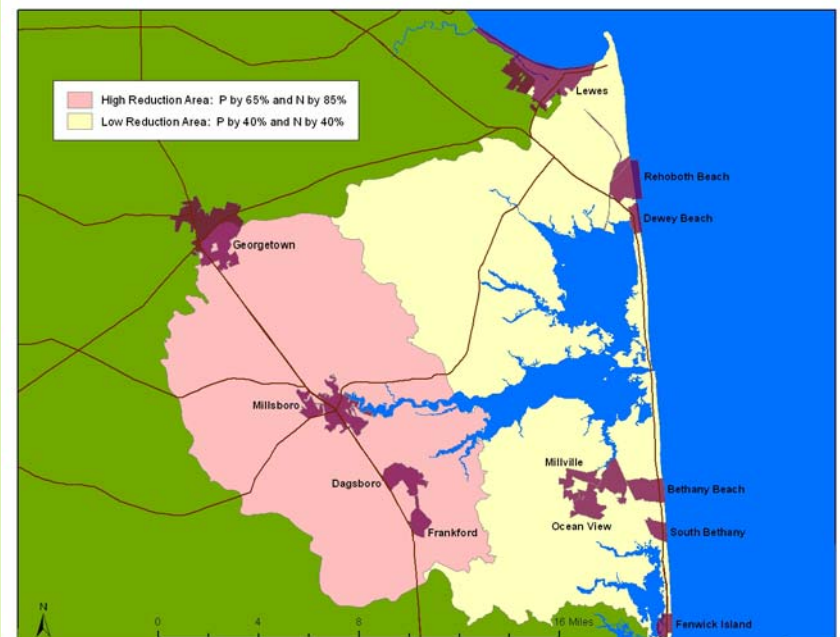 High Reduction Area: P by 65% and N by 85%
Low Reduction Area: P by 40% and N by 40%
Lewes
Rehoboth Beach
Dewey Beach
Georgetown
Millsboro
Dagsboro
Frankford
Millville
Ocean View
Bethany Beach
South Bethany
Fenwick Island
N
0 4 8 16 Miles